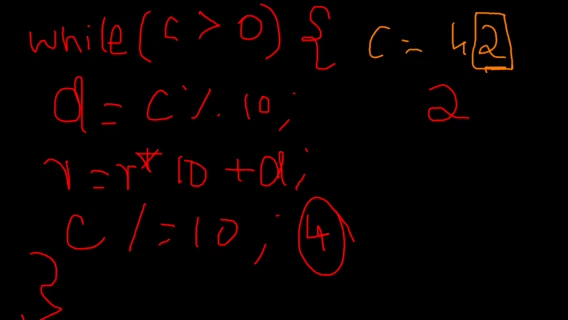 while(c > 0) { c = 42
d = c % 10; 2
r = r* 10 + d;
c /= 10; 4
}